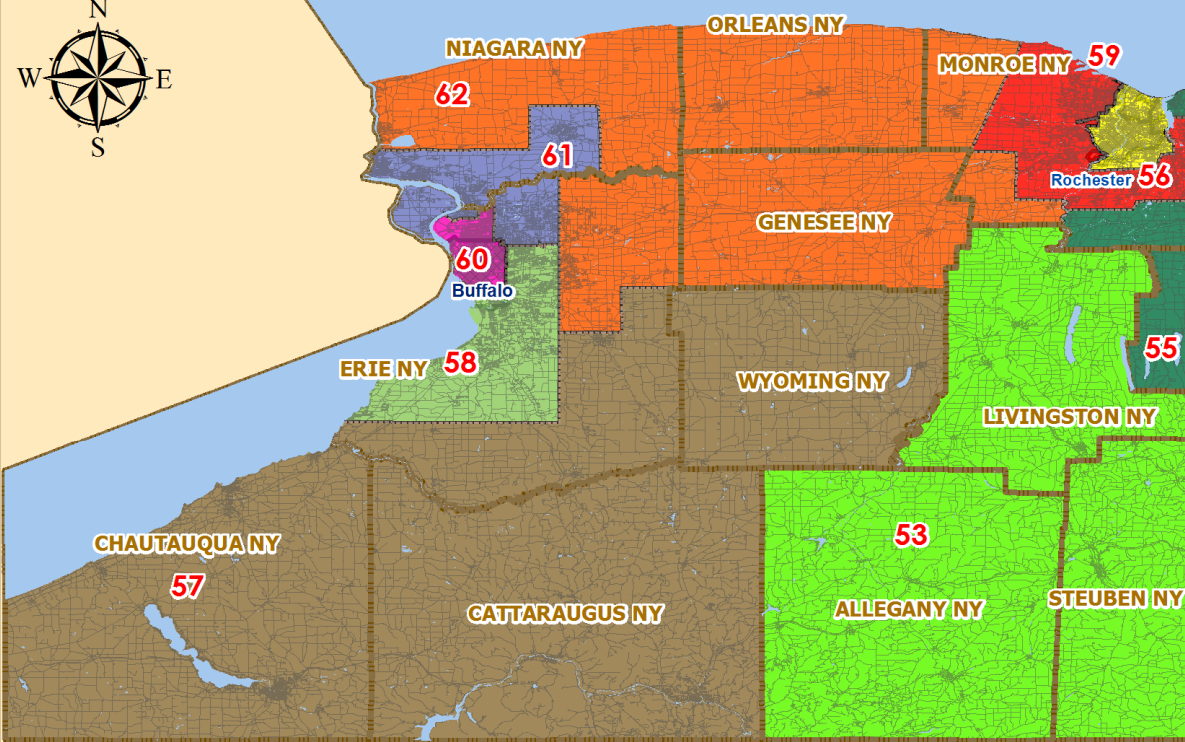 N
W
E
S
ORLEANS NY
NIAGARA NY
MONROE NY
59
62
61
Rochester
56
GENESEE NY
60
Buffalo
ERIE NY
58
55
WYOMING NY
LIVINGSTON NY
53
CHAUTAUQUA NY
57
CATTARAUGUS NY
ALLEGANY NY
STEUBEN NY